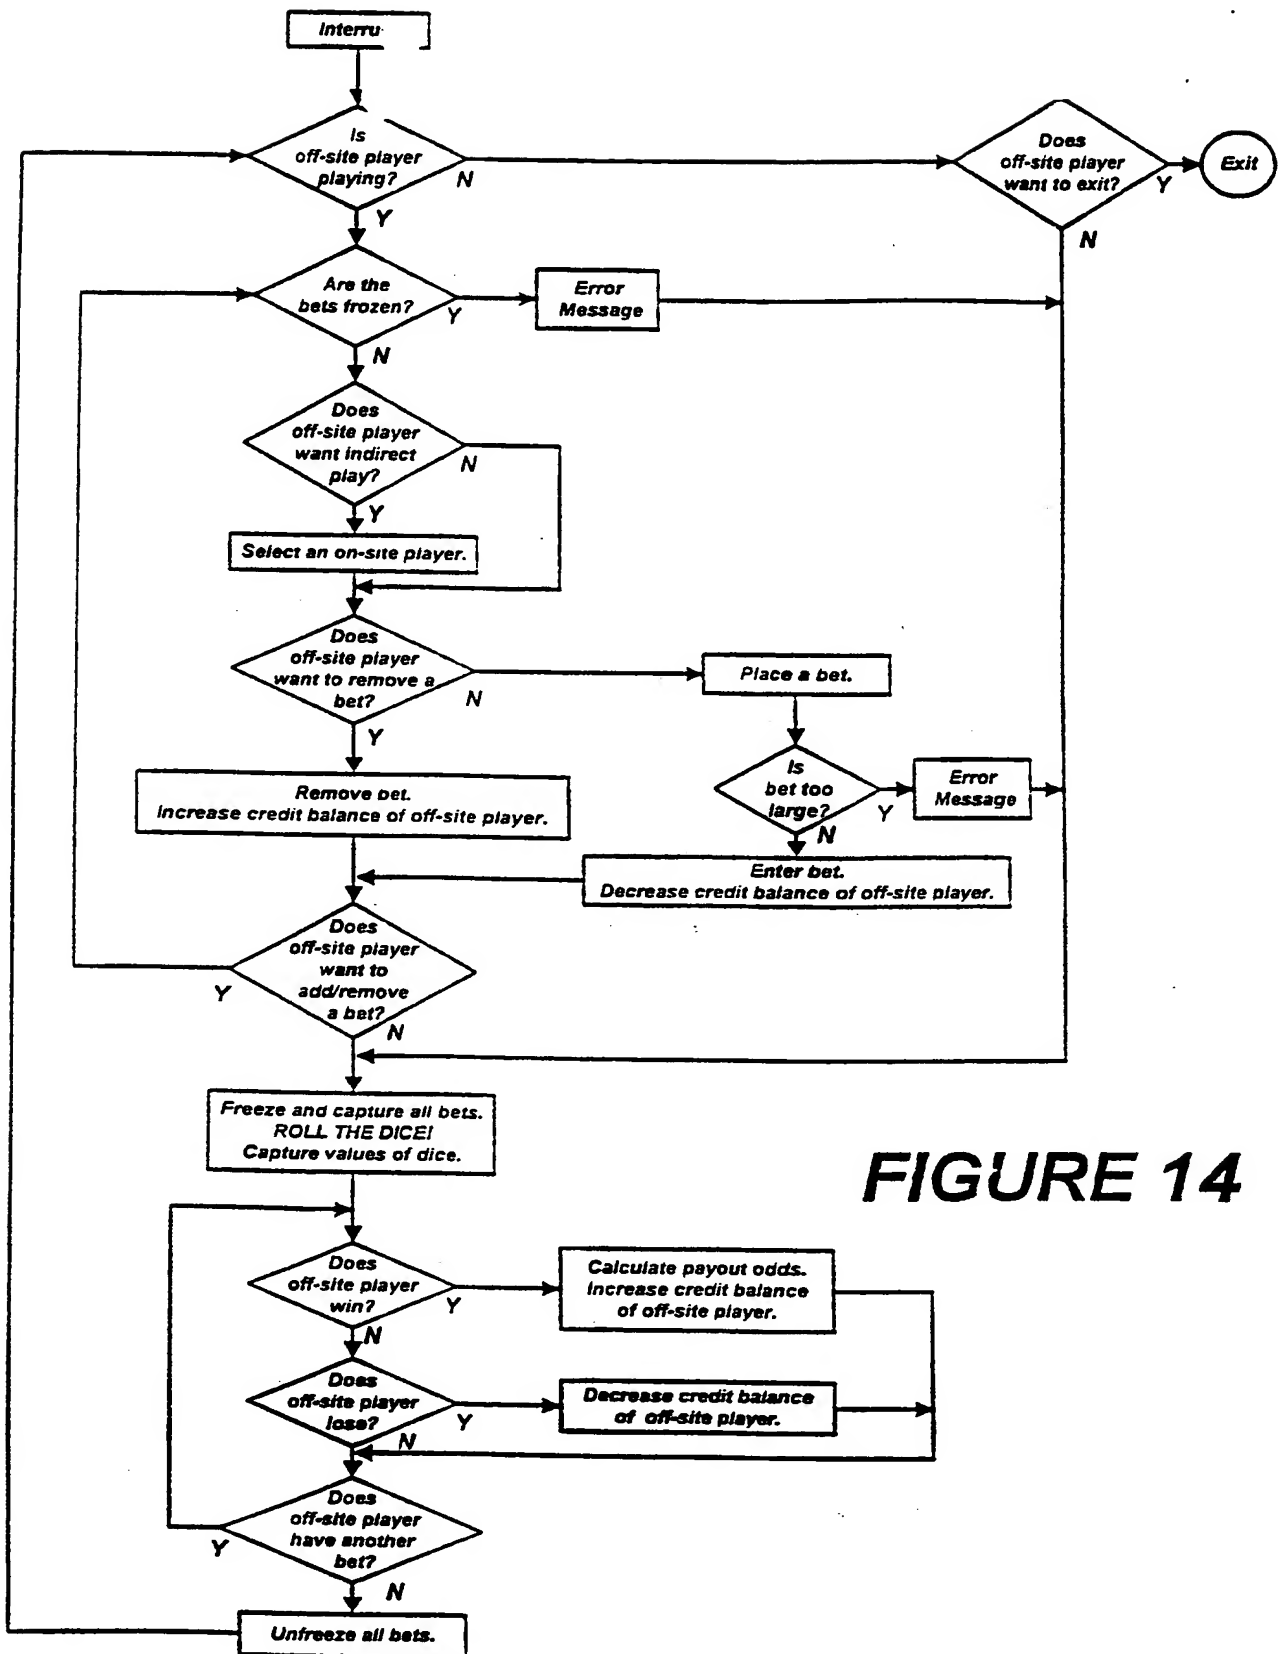 Interru
Is
off-site player
playing?
N
Y
Does
off-site player
want to exit?
Y
N
Exit
Are the
bets frozen?
Y
N
Error
Message
Does
off-site player
want indirect
play?
N
Y
Select an on-site player.
Does
off-site player
want to remove a
bet?
N
Y
Place a bet.
Is
bet too
large?
Y
N
Error
Message
Remove bet.
Increase credit balance of off-site player.
Enter bet.
Decrease credit balance of off-site player.
Does
off-site player
want to
add/remove
a bet?
Y
N
Freeze and capture all bets.
ROLL THE DICE!
Capture values of dice.
FIGURE 14
Does
off-site player
win?
Y
N
Calculate payout odds.
Increase credit balance
of off-site player.
Does
off-site player
lose?
Y
N
Decrease credit balance
of off-site player.
Does
off-site player
have another
bet?
Y
N
Unfreeze all bets.